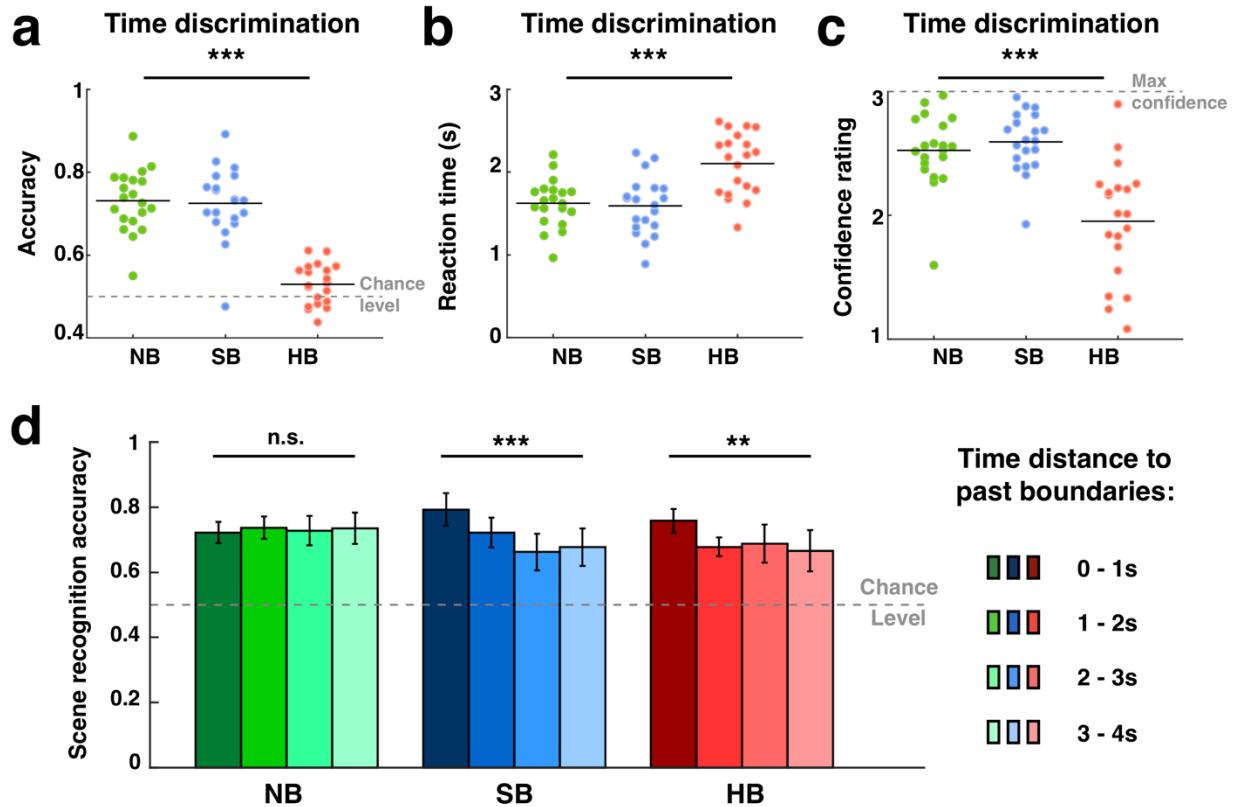 a
Time discrimination
***
Accuracy
1
0.8
0.6
0.4
Chance
level
NB SB HB
b
Time discrimination
***
Reaction time (s)
3
2
1
0
NB SB HB
c
Time discrimination
***
Confidence rating
3
2
1
Max
confidence
NB SB HB
d
Scene recognition accuracy
1
0.8
0.6
0.4
0.2
0
n.s. *** **
Chance
Level
NB SB HB
Time distance to
past boundaries:
0 - 1s
1 - 2s
2 - 3s
3 - 4s